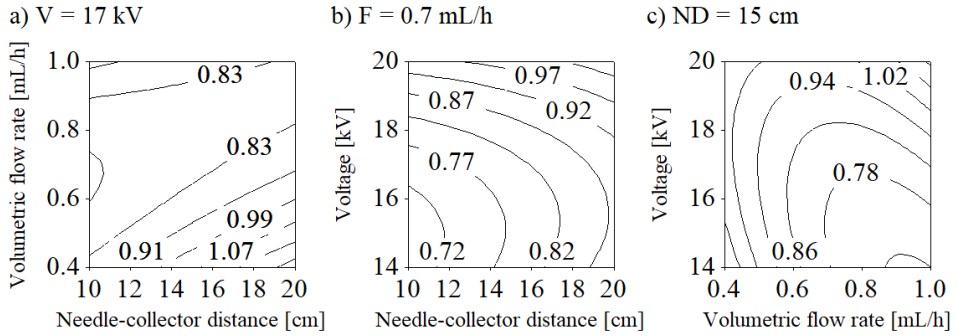 a) V = 17 kV
b) F = 0.7 mL/h
c) ND = 15 cm
Volumetric flow rate [mL/h]
1.0
0.8
0.6
0.4
0.83
0.83
0.99
0.91
1.07
10 12 14 16 18 20
Needle-collector distance [cm]
Voltage [kV]
20
18
16
14
0.97
0.87
0.92
0.77
0.72
0.82
10 12 14 16 18 20
Needle-collector distance [cm]
Voltage [kV]
20
18
16
14
0.94
1.02
0.78
0.86
0.4 0.6 0.8 1.0
Volumetric flow rate [mL/h]